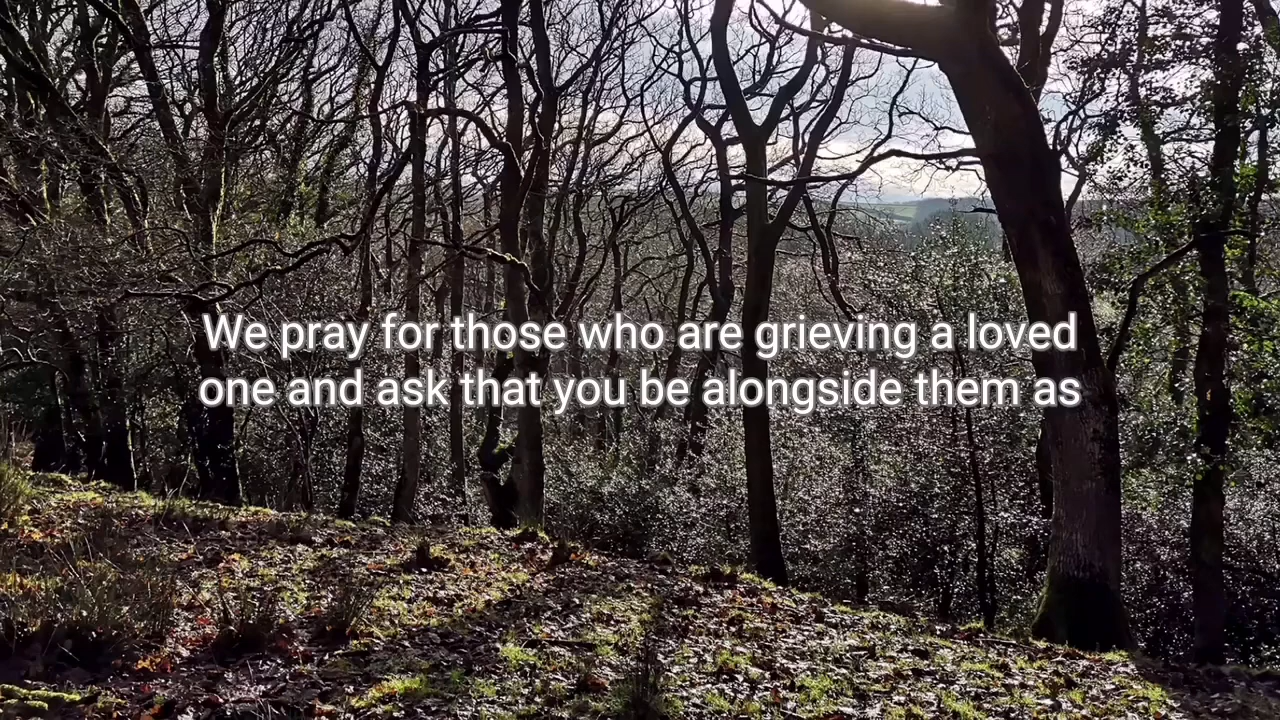 We pray for those who are grieving a loved
one and ask that you be alongside them as